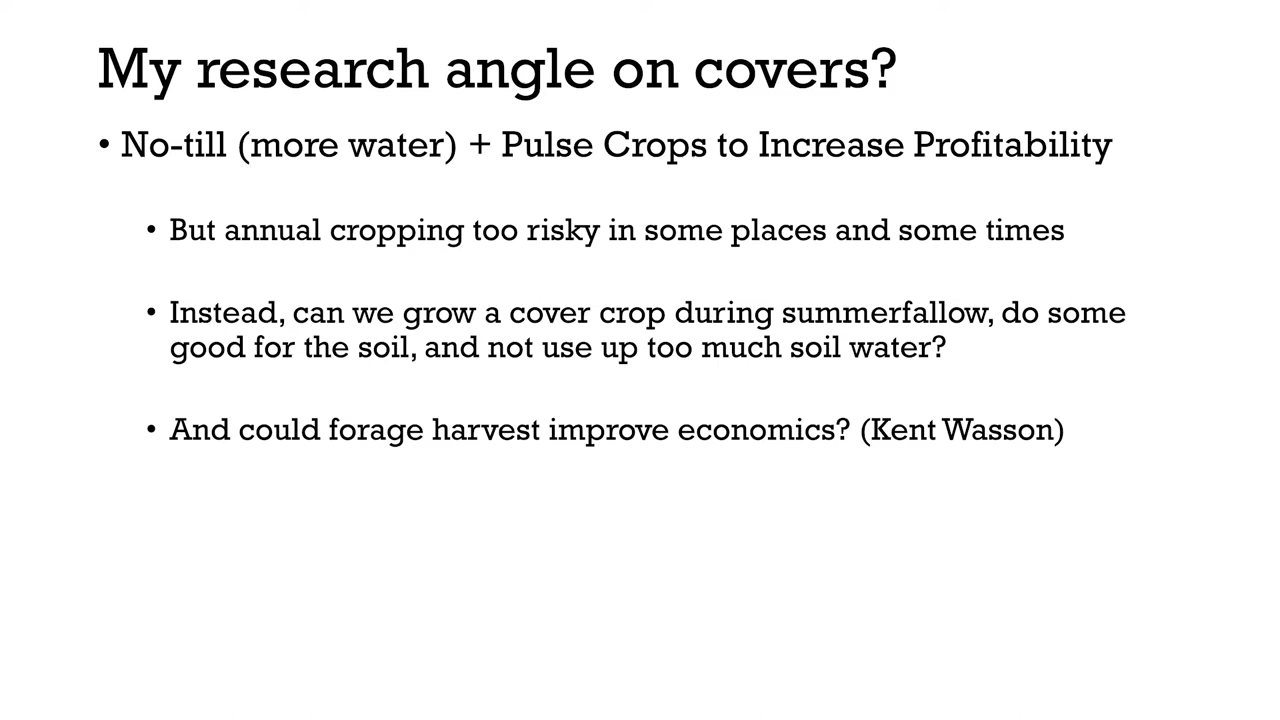 My research angle on covers?
• No-till (more water) + Pulse Crops to Increase Profitability
• But annual cropping too risky in some places and some times
• Instead, can we grow a cover crop during summerfallow, do some
good for the soil, and not use up too much soil water?
• And could forage harvest improve economics? (Kent Wasson)